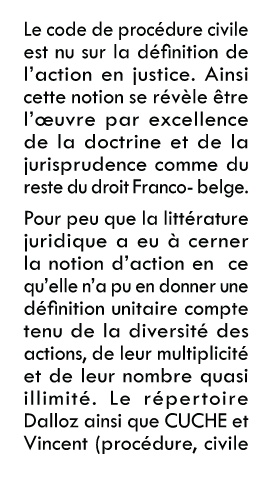 Le code de procédure civile
est nu sur la définition de
l'action en justice. Ainsi
cette notion se révèle être
l'œuvre par excellence
de la doctrine et de la
jurisprudence comme du
reste du droit Franco- belge.
Pour peu que la littérature
juridique a eu à cerner
la notion d'action en  ce
qu'elle n'a pu en donner une
définition unitaire compte
tenu de la diversité des
actions, de leur multiplicité
et de leur nombre quasi
illimité. Le répertoire
Dalloz ainsi que CUCHE et
Vincent (procédure, civile